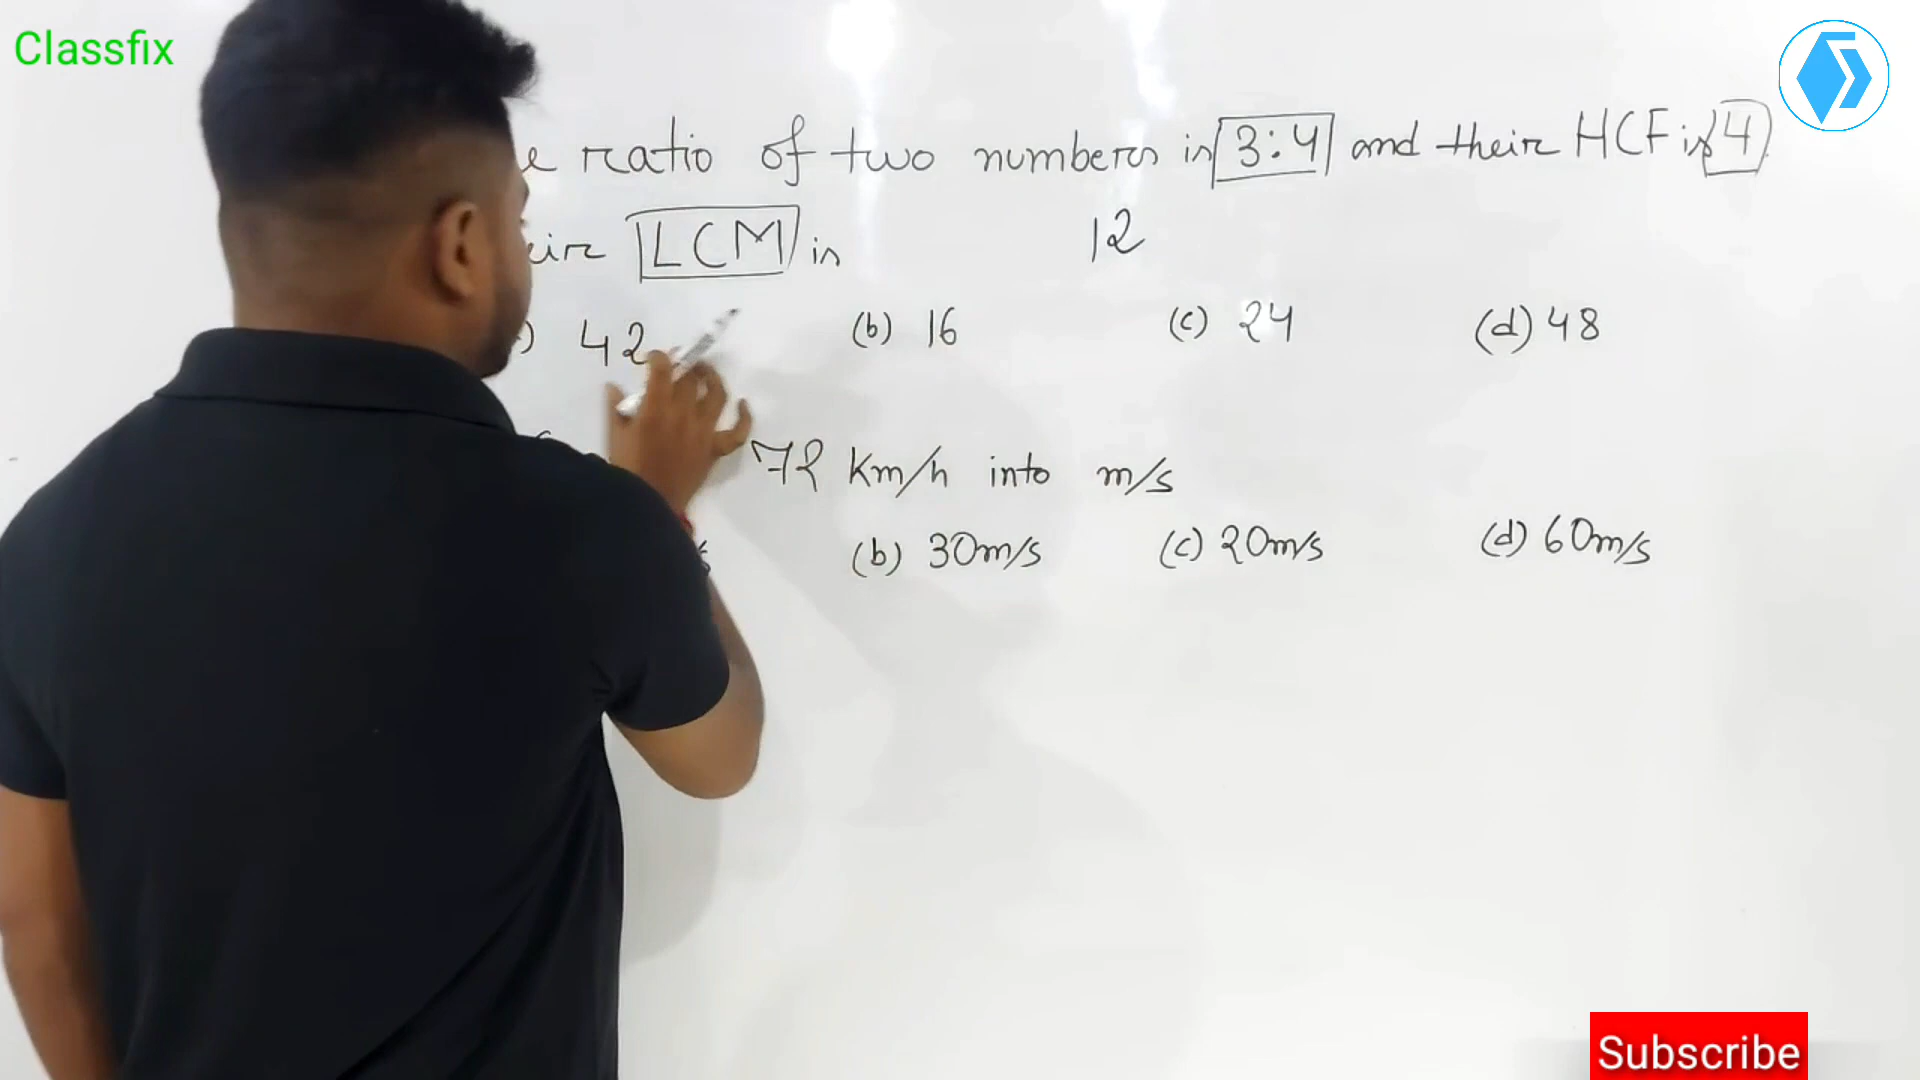 Classfix
ratio of two numbers is 3:4 and their HCF is 4
LCM is 12
42 (b) 16 (c) 24 (d) 48
72 km/h into m/s
(b) 30m/s (c) 20m/s (d) 60m/s
Subscribe